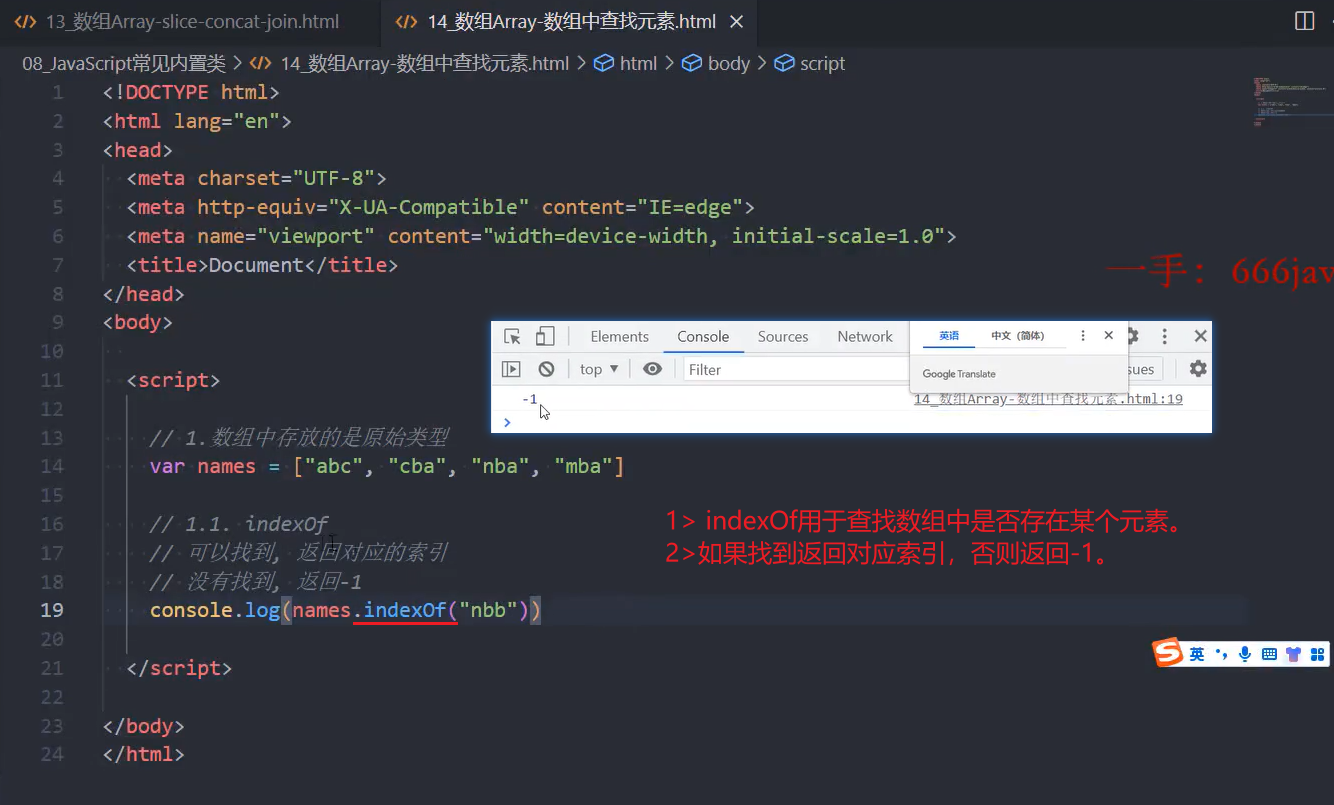 13_数组Array-slice-concat-join.html
14_数组Array-数组中查找元素.html
08_JavaScript常见内置类 > 14_数组Array-数组中查找元素.html > html > body > script
1 <!DOCTYPE html>
2 <html lang="en">
3 <head>
4 <meta charset="UTF-8">
5 <meta http-equiv="X-UA-Compatible" content="IE=edge">
6 <meta name="viewport" content="width=device-width, initial-scale=1.0">
7 <title>Document</title>
一手：666jav
8 </head>
9 <body>
10
Elements Console Sources Network
英语 中文（简体）
top Filter
Google Translate
sues
-1 14_数组Array-数组中查找元素.html:19
>
11 <script>
12
13 // 1.数组中存放的是原始类型
14 var names = ["abc", "cba", "nba", "mba"]
15
16 // 1.1. indexOf
1> indexOf用于查找数组中是否存在某个元素。
17 // 可以找到, 返回对应的索引
2>如果找到返回对应索引，否则返回-1。
18 // 没有找到, 返回-1
19 console.log(names.indexOf("nbb"))
20
21 </script>
英
22
23 </body>
24 </html>